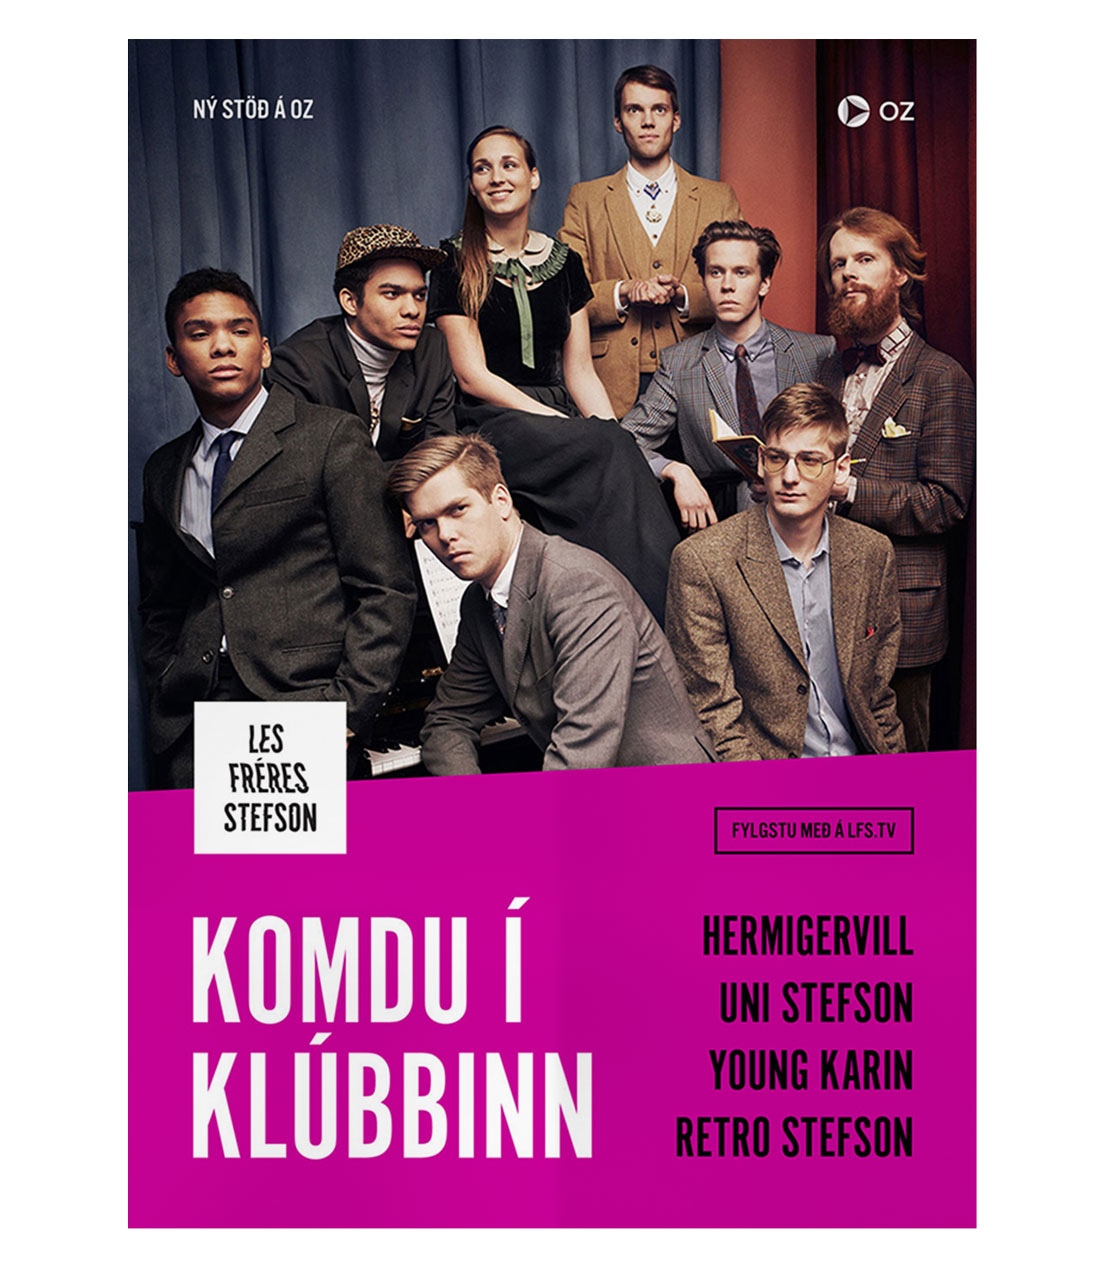 NÝ STÖÐ Á OZ
OZ
LES
FRÉRES
STEFSON
FYLGSTU MEÐ Á LFS.TV
KOMDU Í
KLÚBBINN
HERMIGERVILL
UNI STEFSON
YOUNG KARIN
RETRO STEFSON